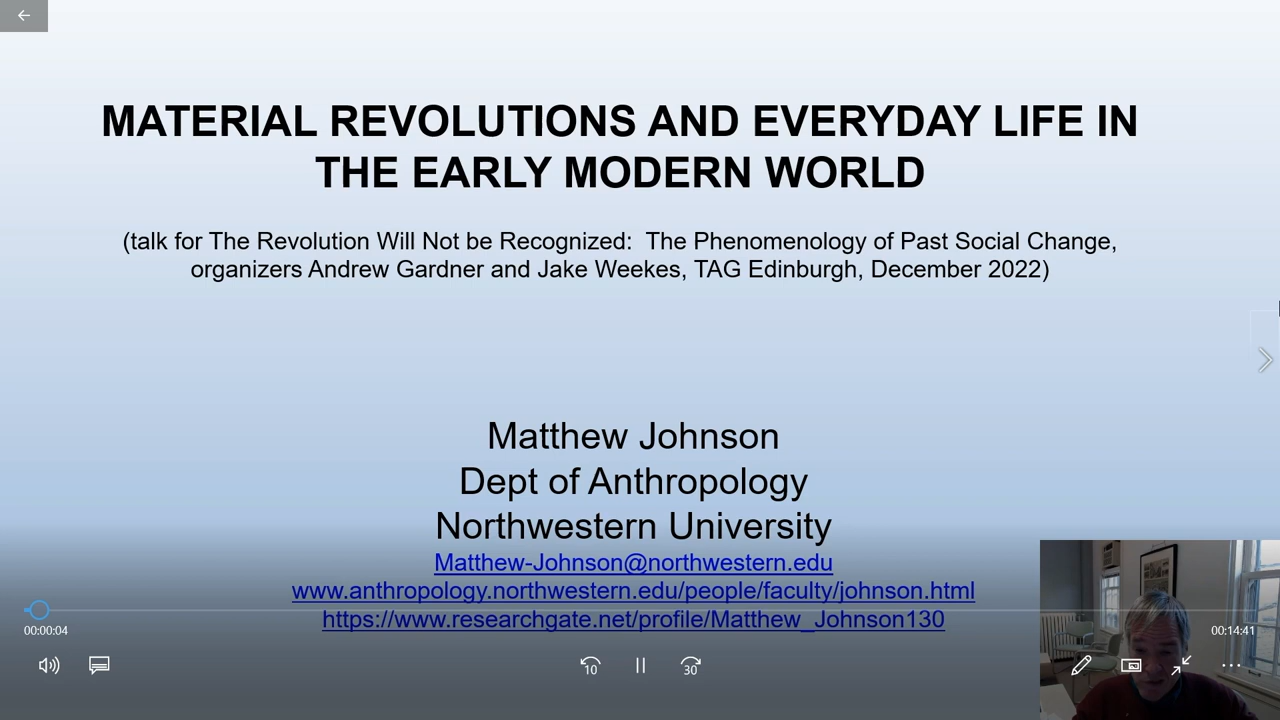 MATERIAL REVOLUTIONS AND EVERYDAY LIFE IN
THE EARLY MODERN WORLD
(talk for The Revolution Will Not be Recognized:  The Phenomenology of Past Social Change,
organizers Andrew Gardner and Jake Weekes, TAG Edinburgh, December 2022)
Matthew Johnson
Dept of Anthropology
Northwestern University
Matthew-Johnson@northwestern.edu
www.anthropology.northwestern.edu/people/faculty/johnson.html
https://www.researchgate.net/profile/Matthew_Johnson130
00:00:04
00:14:41
10
30